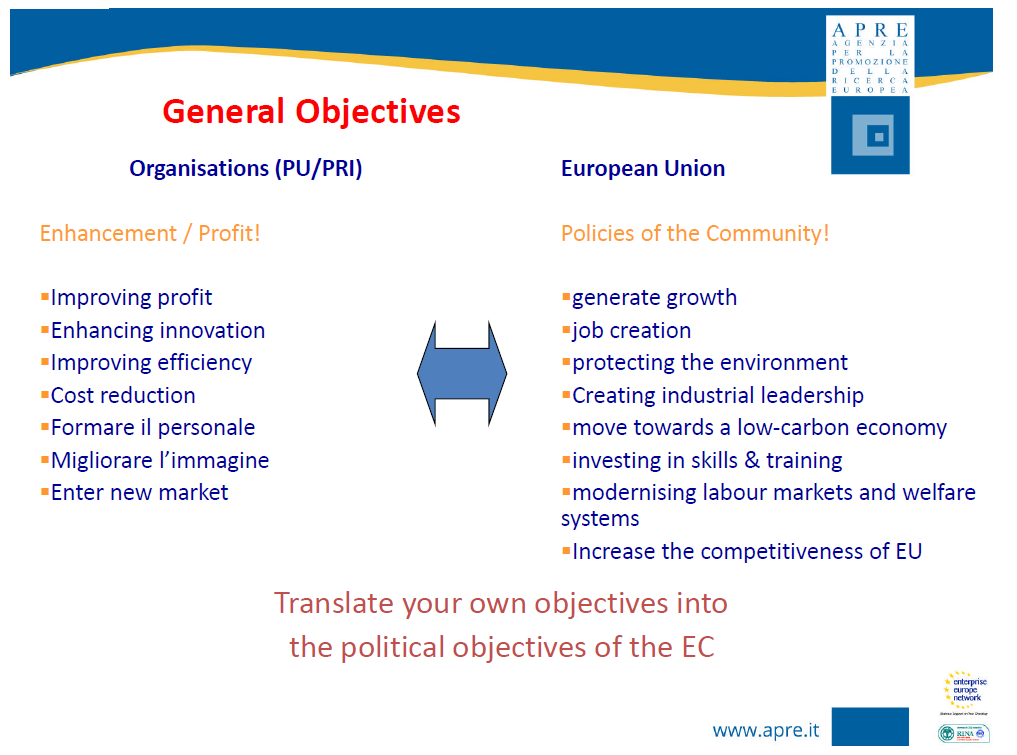 A P R E
AGENZIA
PER LA
PROMOZIONE
DELLA
RICERCA
EUROPEA
General Objectives
Organisations (PU/PRI)
Enhancement / Profit!
▪Improving profit
▪Enhancing innovation
▪Improving efficiency
▪Cost reduction
▪Formare il personale
▪Migliorare l’immagine
▪Enter new market
European Union
Policies of the Community!
▪generate growth
▪job creation
▪protecting the environment
▪Creating industrial leadership
▪move towards a low-carbon economy
▪investing in skills & training
▪modernising labour markets and welfare
systems
▪Increase the competitiveness of EU
Translate your own objectives into
the political objectives of the EC
enterprise
europe
network
www.apre.it
RINA